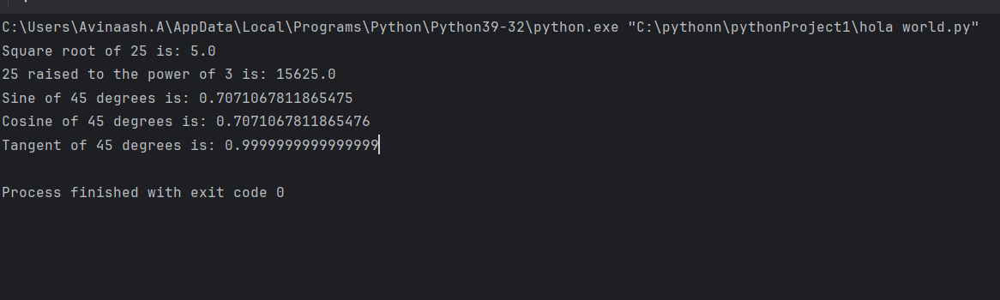 C:\Users\Avinaash.A\AppData\Local\Programs\Python\Python39-32\python.exe "C:\pythonn\pythonProject1\hola world.py"
Square root of 25 is: 5.0
25 raised to the power of 3 is: 15625.0
Sine of 45 degrees is: 0.7071067811865475
Cosine of 45 degrees is: 0.7071067811865476
Tangent of 45 degrees is: 0.9999999999999999
Process finished with exit code 0